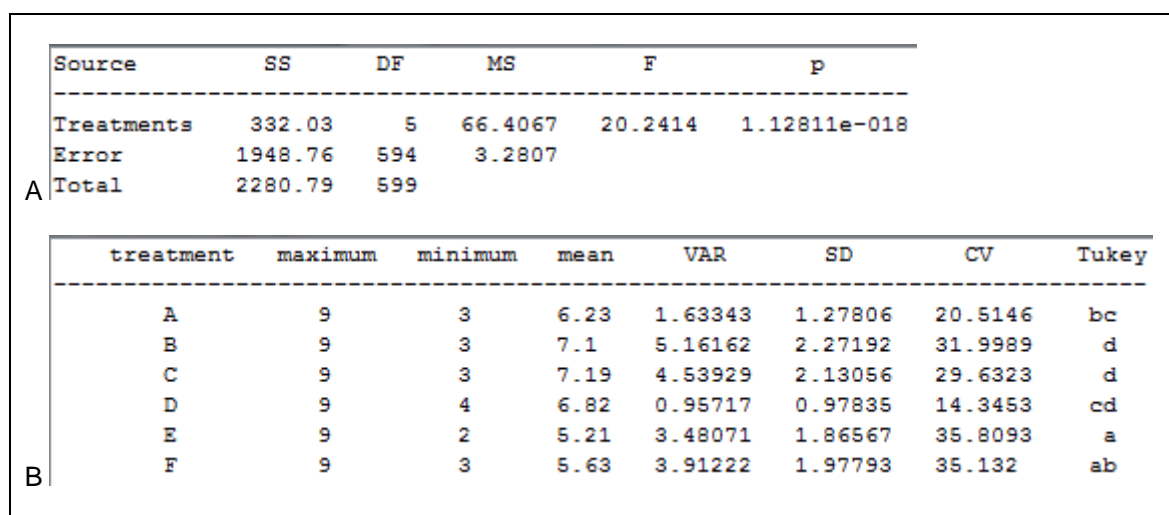 Source SS DF MS F p
--------------------------------------------------------------
Treatments 332.03 5 66.4067 20.2414 1.12811e-018
Error 1948.76 594 3.2807
A Total 2280.79 599
treatment maximum minimum mean VAR SD CV Tukey
--------------------------------------------------------------------------------
A 9 3 6.23 1.63343 1.27806 20.5146 bc
B 9 3 7.1 5.16162 2.27192 31.9989 d
C 9 3 7.19 4.53929 2.13056 29.6323 d
D 9 4 6.82 0.95717 0.97835 14.3453 cd
E 9 2 5.21 3.48071 1.86567 35.8093 a
B F 9 3 5.63 3.91222 1.97793 35.132 ab